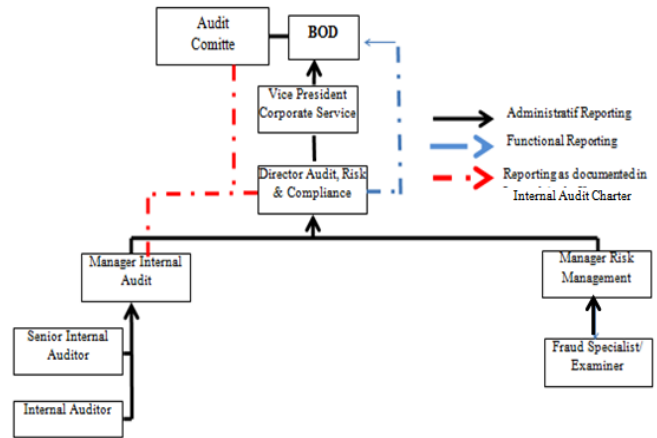 Audit
Comitte
BOD
Vice President
Corporate Service
Administratif Reporting
Functional Reporting
Director Audit, Risk
& Compliance
Reporting as documented in
Internal Audit Charter
Manager Internal
Audit
Manager Risk
Management
Senior Internal
Auditor
Fraud Specialist/
Examiner
Internal Auditor